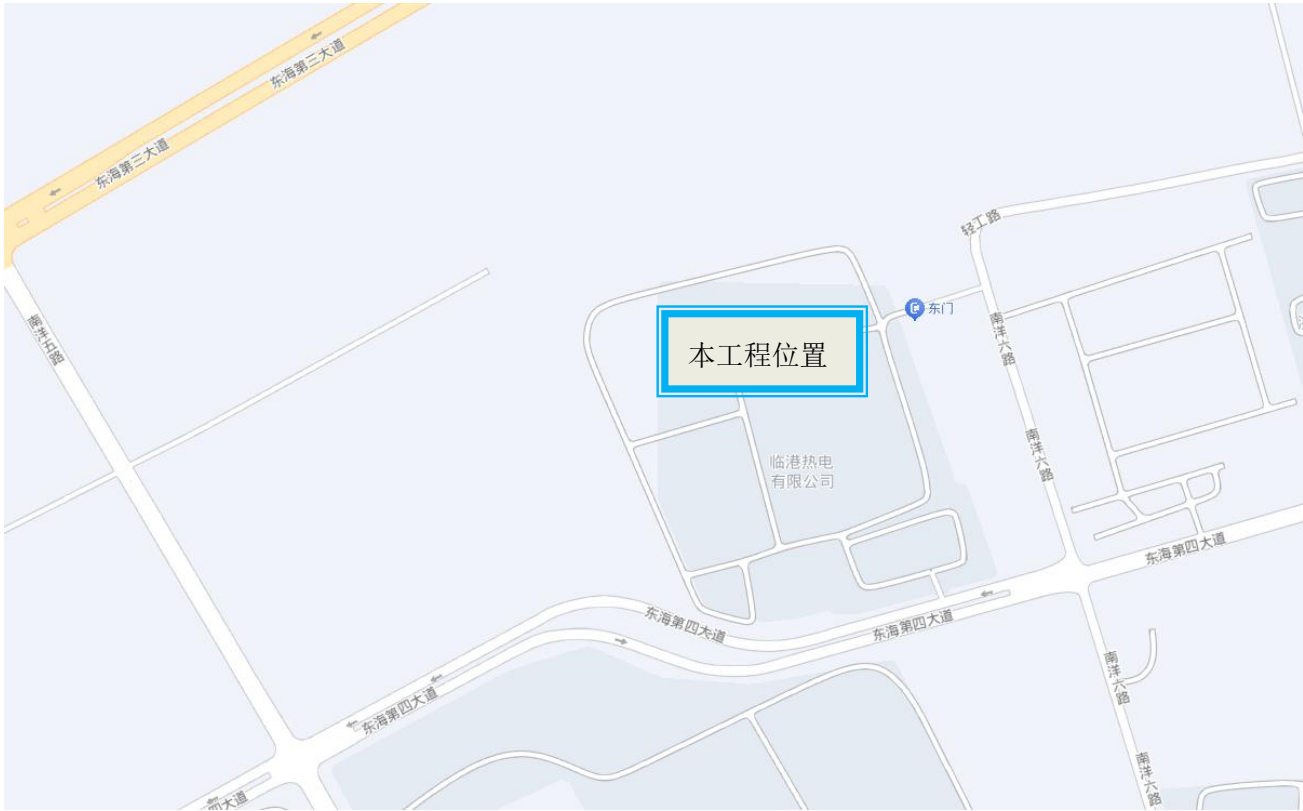 东海第三大道
东海第三大道
轻工路
东门
南洋五路
南洋六路
本工程位置
南洋六路
临港热电
有限公司
东海第四大道
东海第四大道
东海第四大道
南洋六路
东海第四大道
南洋六路
四大道